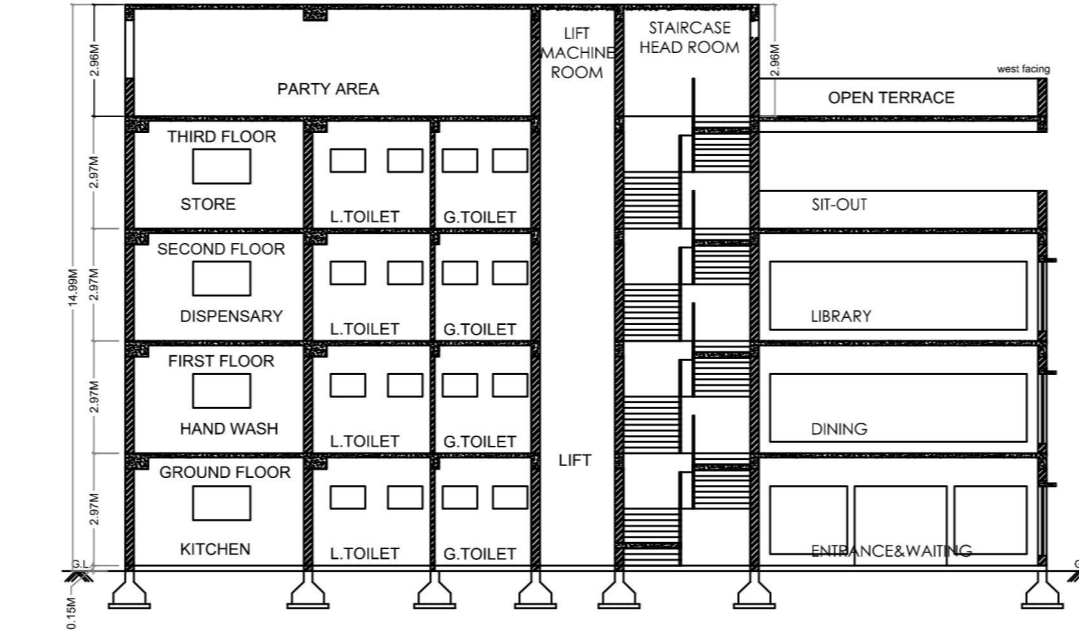 LIFT
MACHINE
ROOM
STAIRCASE
HEAD ROOM
2.96M
2.96M
west facing
PARTY AREA
OPEN TERRACE
THIRD FLOOR
2.97M
STORE
L.TOILET
G.TOILET
SIT-OUT
SECOND FLOOR
14.99M
2.97M
DISPENSARY
L.TOILET
G.TOILET
LIBRARY
FIRST FLOOR
2.97M
HAND WASH
L.TOILET
G.TOILET
DINING
LIFT
GROUND FLOOR
2.97M
KITCHEN
L.TOILET
G.TOILET
ENTRANCE&WAITING
G.L.
0.15M